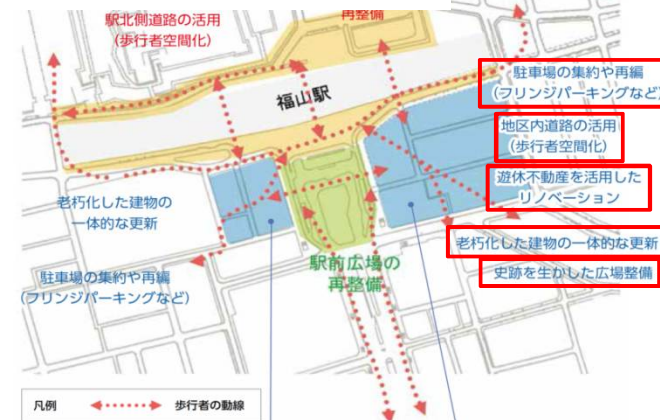 駅北側道路の活用
(歩行者空間化)
再整備
福山駅
駐車場の集約や再編
(フリンジパーキングなど)
地区内道路の活用
(歩行者空間化)
遊休不動産を活用した
リノベーション
老朽化した建物の一体的な更新
史跡を生かした広場整備
老朽化した建物の
一体的な更新
駅前広場の
再整備
駐車場の集約や再編
(フリンジパーキングなど)
凡例
歩行者の動線